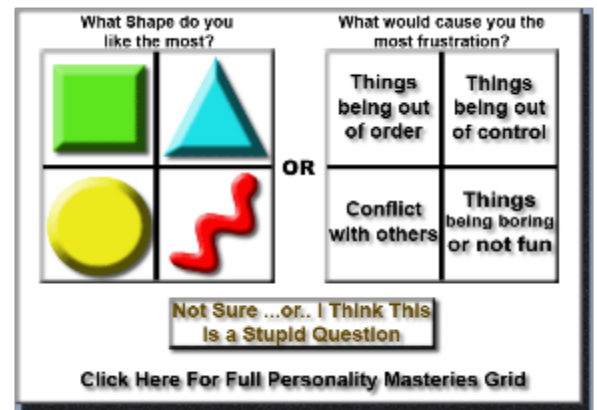 What Shape do you
like the most?
What would cause you the
most frustration?
Things
being out
of order
Things
being out
of control
OR
Conflict
with others
Things
being boring
or not fun
Not Sure ...or.. I Think This
is a Stupid Question
Click Here For Full Personality Masteries Grid